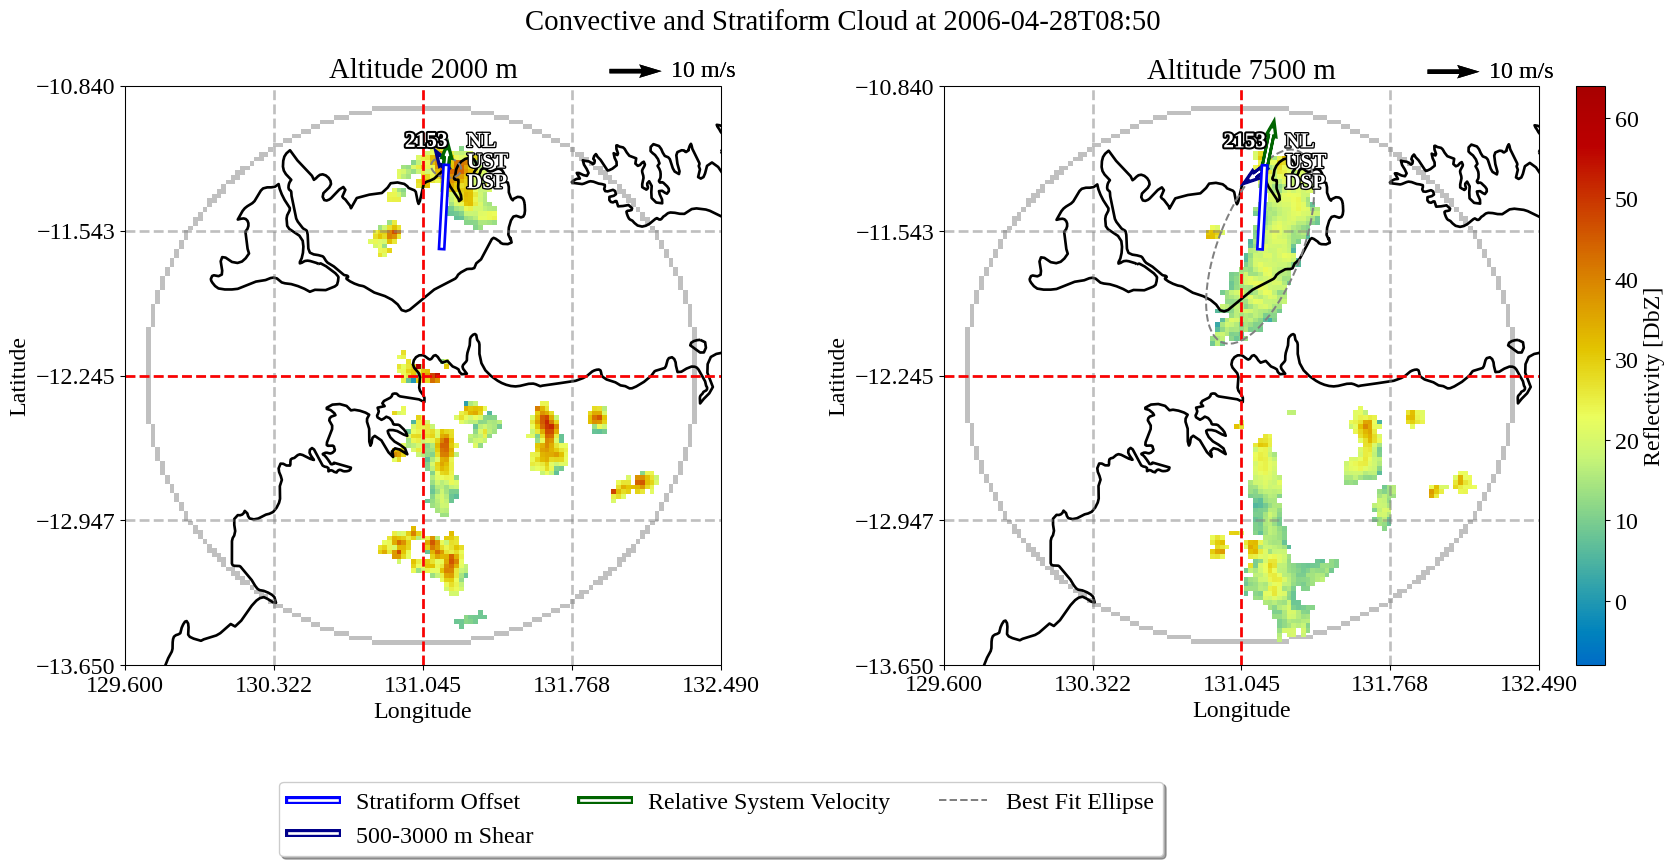 Convective and Stratiform Cloud at 2006-04-28T08:50
Altitude 2000 m
10 m/s
−10.840
−11.543
−12.245
−12.947
−13.650
Latitude
129.600
130.322
131.045
131.768
132.490
Longitude
2153
NL
UST
DSP
Altitude 7500 m
10 m/s
−10.840
−11.543
−12.245
−12.947
−13.650
Latitude
129.600
130.322
131.045
131.768
132.490
Longitude
2153
NL
UST
DSP
60
50
40
30
20
10
0
Reflectivity [DbZ]
Stratiform Offset
500-3000 m Shear
Relative System Velocity
Best Fit Ellipse